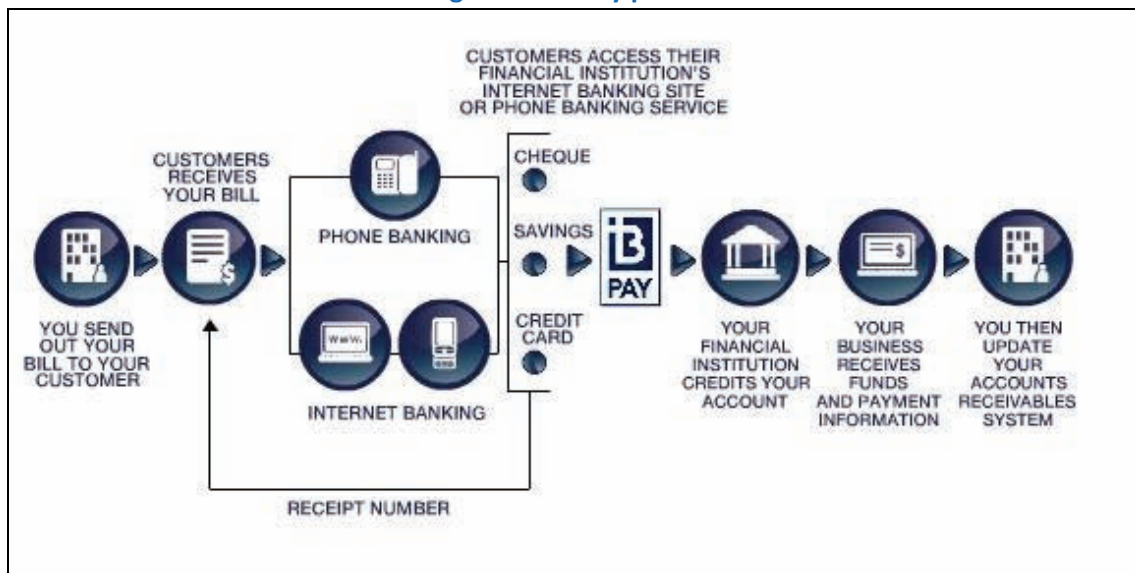 CUSTOMERS ACCESS THEIR
FINANCIAL INSTITUTION'S
INTERNET BANKING SITE
OR PHONE BANKING SERVICE
CUSTOMERS
RECEIVES
YOUR BILL
PHONE BANKING
www.
INTERNET BANKING
CHEQUE
SAVINGS
CREDIT
CARD
B
PAY
YOU SEND
OUT YOUR
BILL TO YOUR
CUSTOMER
YOUR
FINANCIAL
INSTITUTION
CREDITS YOUR
ACCOUNT
YOUR
BUSINESS
RECEIVES
FUNDS
AND PAYMENT
INFORMATION
YOU THEN
UPDATE
YOUR
ACCOUNTS
RECEIVABLES
SYSTEM
RECEIPT NUMBER
$
$